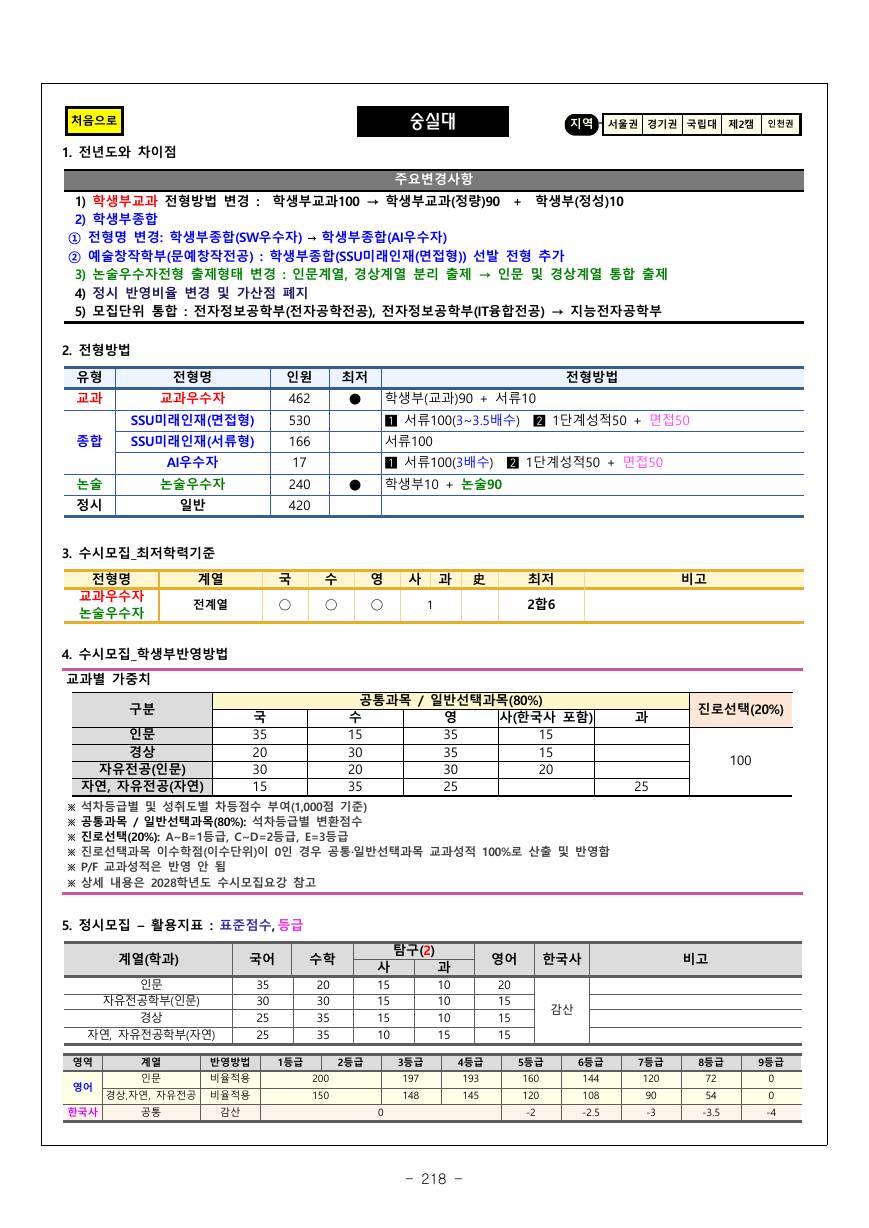 처음으로
숭실대
지역 서울권 경기권 국립대 제2캠 인천권
1. 전년도와 차이점
주요변경사항
1) 학생부교과 전형방법 변경 : 학생부교과100 → 학생부교과(정량)90 + 학생부(정성)10
2) 학생부종합
① 전형명 변경: 학생부종합(SW우수자) → 학생부종합(AI우수자)
② 예술창작학부(문예창작전공) : 학생부종합(SSU미래인재(면접형)) 선발 전형 추가
3) 논술우수자전형 출제형태 변경 : 인문계열, 경상계열 분리 출제 → 인문 및 경상계열 통합 출제
4) 정시 반영비율 변경 및 가산점 폐지
5) 모집단위 통합 : 전자정보공학부(전자공학전공), 전자정보공학부(IT융합전공) → 지능전자공학부
2. 전형방법
유형 전형명 인원 최저 전형방법
교과 교과우수자 462 ● 학생부(교과)90 + 서류10
종합 SSU미래인재(면접형) 530 1 서류100(3~3.5배수) 2 1단계성적50 + 면접50
SSU미래인재(서류형) 166 서류100
AI우수자 17 1 서류100(3배수) 2 1단계성적50 + 면접50
논술 논술우수자 240 ● 학생부10 + 논술90
정시 일반 420
3. 수시모집_최저학력기준
전형명 계열 국 수 영 사 과 史 최저 비고
교과우수자
논술우수자 전계열 ○ ○ ○ 1 2합6
4. 수시모집_학생부반영방법
교과별 가중치
구분 공통과목 / 일반선택과목(80%) 진로선택(20%)
국 수 영 사(한국사 포함) 과
인문 35 15 35 15 100
경상 20 30 35 15
자유전공(인문) 30 20 30 20
자연, 자유전공(자연) 15 35 25 25
※ 석차등급별 및 성취도별 차등점수 부여(1,000점 기준)
※ 공통과목 / 일반선택과목(80%): 석차등급별 변환점수
※ 진로선택(20%): A~B=1등급, C~D=2등급, E=3등급
※ 진로선택과목 이수학점(이수단위)이 0인 경우 공통·일반선택과목 교과성적 100%로 산출 및 반영함
※ P/F 교과성적은 반영 안 됨
※ 상세 내용은 2028학년도 수시모집요강 참고
5. 정시모집 – 활용지표 : 표준점수, 등급
계열(학과) 국어 수학 탐구(2) 영어 한국사 비고
사 과
인문 35 20 15 10 20 감산
자유전공학부(인문) 30 30 15 10 15
경상 25 35 15 10 15
자연, 자유전공학부(자연) 25 35 10 15 15
영역 계열 반영방법 1등급 2등급 3등급 4등급 5등급 6등급 7등급 8등급 9등급
영어 인문 비율적용 200 197 193 160 144 120 72 0
경상,자연, 자유전공 비율적용 150 148 145 120 108 90 54 0
한국사 공통 감산 0 -2 -2.5 -3 -3.5 -4
- 218 -